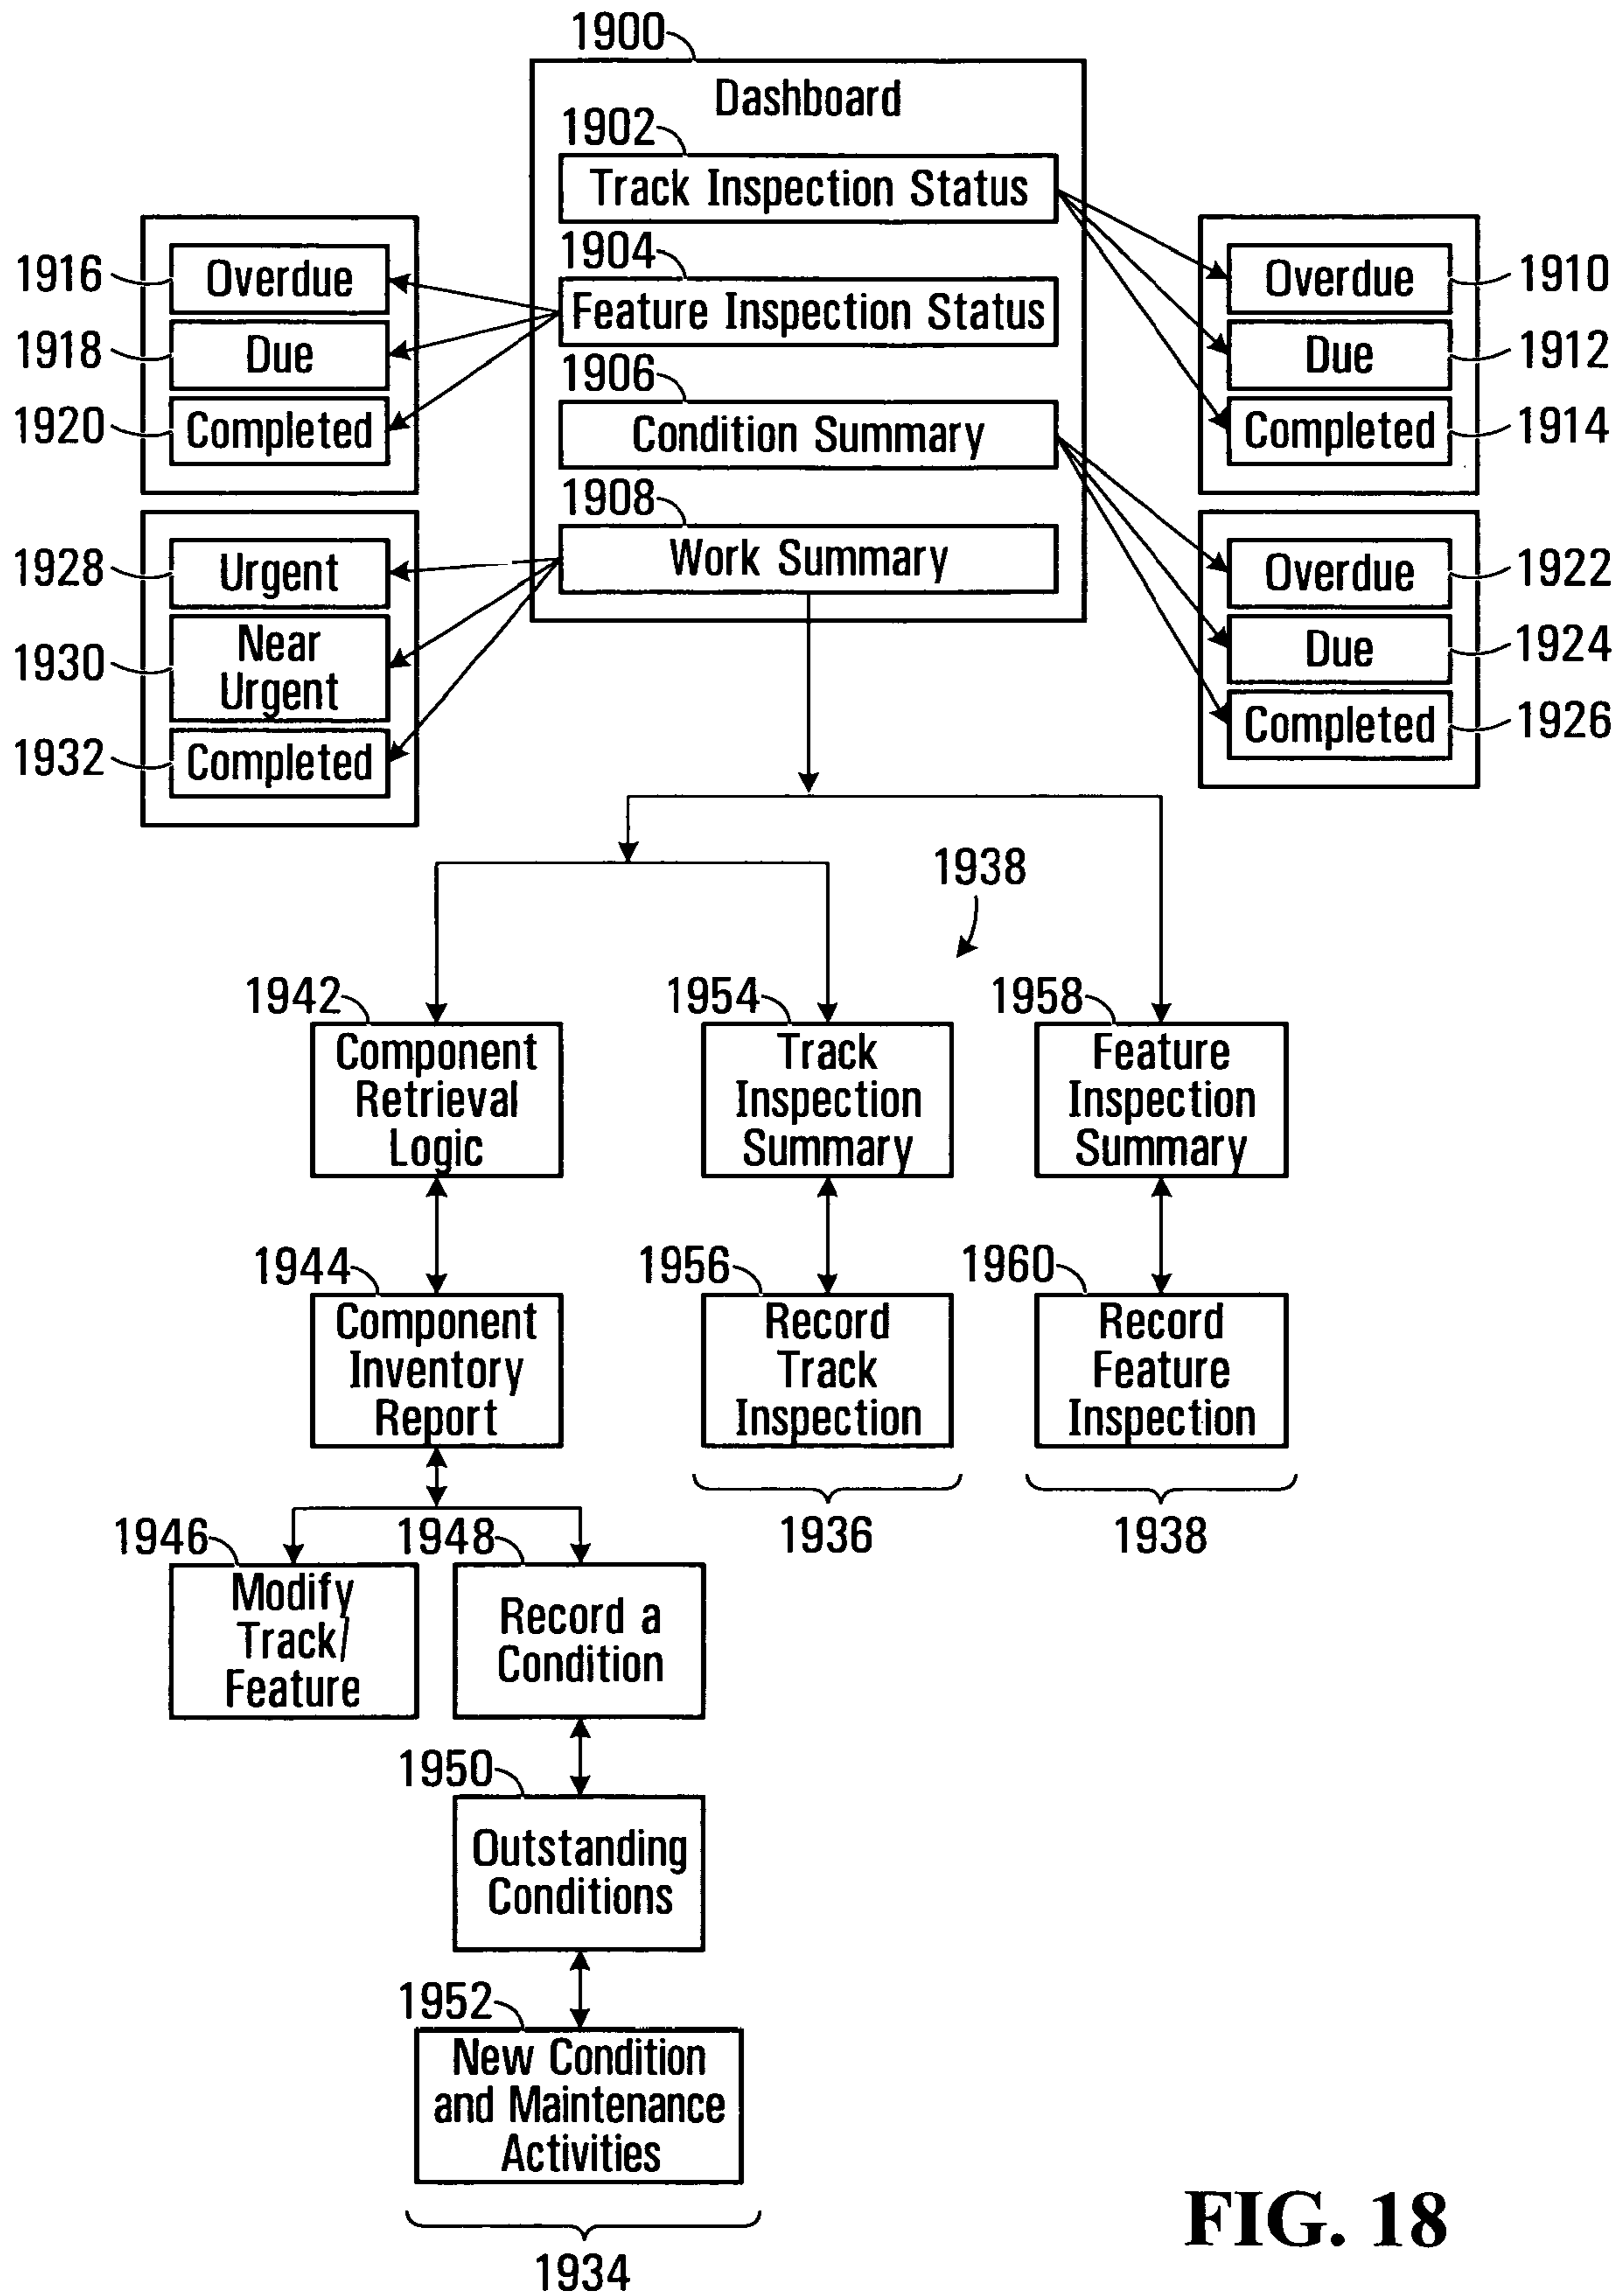 1900
Dashboard
1902
Track Inspection Status
1904
Feature Inspection Status
1906
Condition Summary
1908
Work Summary
1916
Overdue
1918
Due
1920
Completed
1928
Urgent
1930
Near
Urgent
1932
Completed
Overdue
1910
Due
1912
Completed
1914
Overdue
1922
Due
1924
Completed
1926
1938
1942
Component
Retrieval
Logic
1954
Track
Inspection
Summary
1958
Feature
Inspection
Summary
1944
Component
Inventory
Report
1956
Record
Track
Inspection
1960
Record
Feature
Inspection
1936
1938
1946
Modify
Track/
Feature
1948
Record a
Condition
1950
Outstanding
Conditions
1952
New Condition
and Maintenance
Activities
1934
FIG. 18